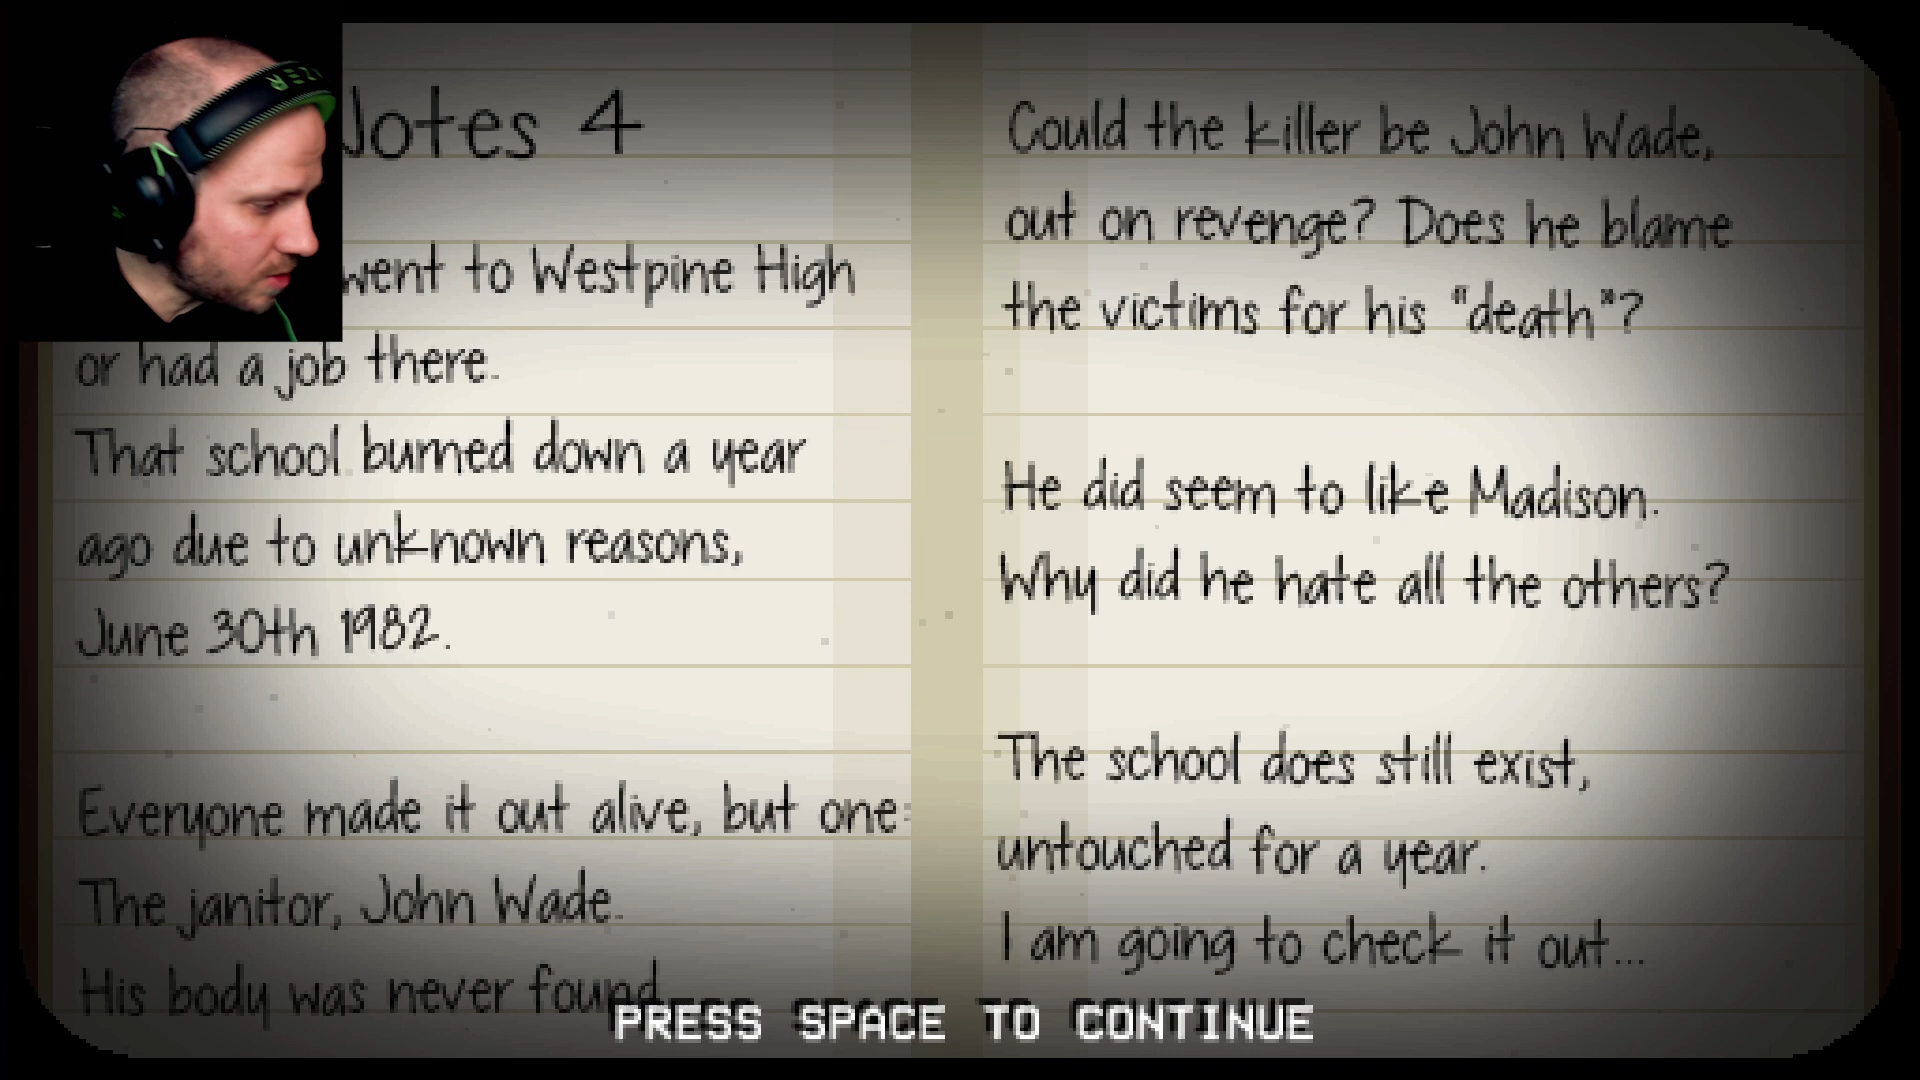 Notes 4
went to Westpine High
or had a job there.
That school burned down a year
ago due to unknown reasons,
June 30th 1982.
Everyone made it out alive, but one:
The janitor, John Wade.
His body was never found.
Could the killer be John Wade,
out on revenge? Does he blame
the victims for his "death"?
He did seem to like Madison.
Why did he hate all the others?
The school does still exist,
untouched for a year.
I am going to check it out...
PRESS SPACE TO CONTINUE